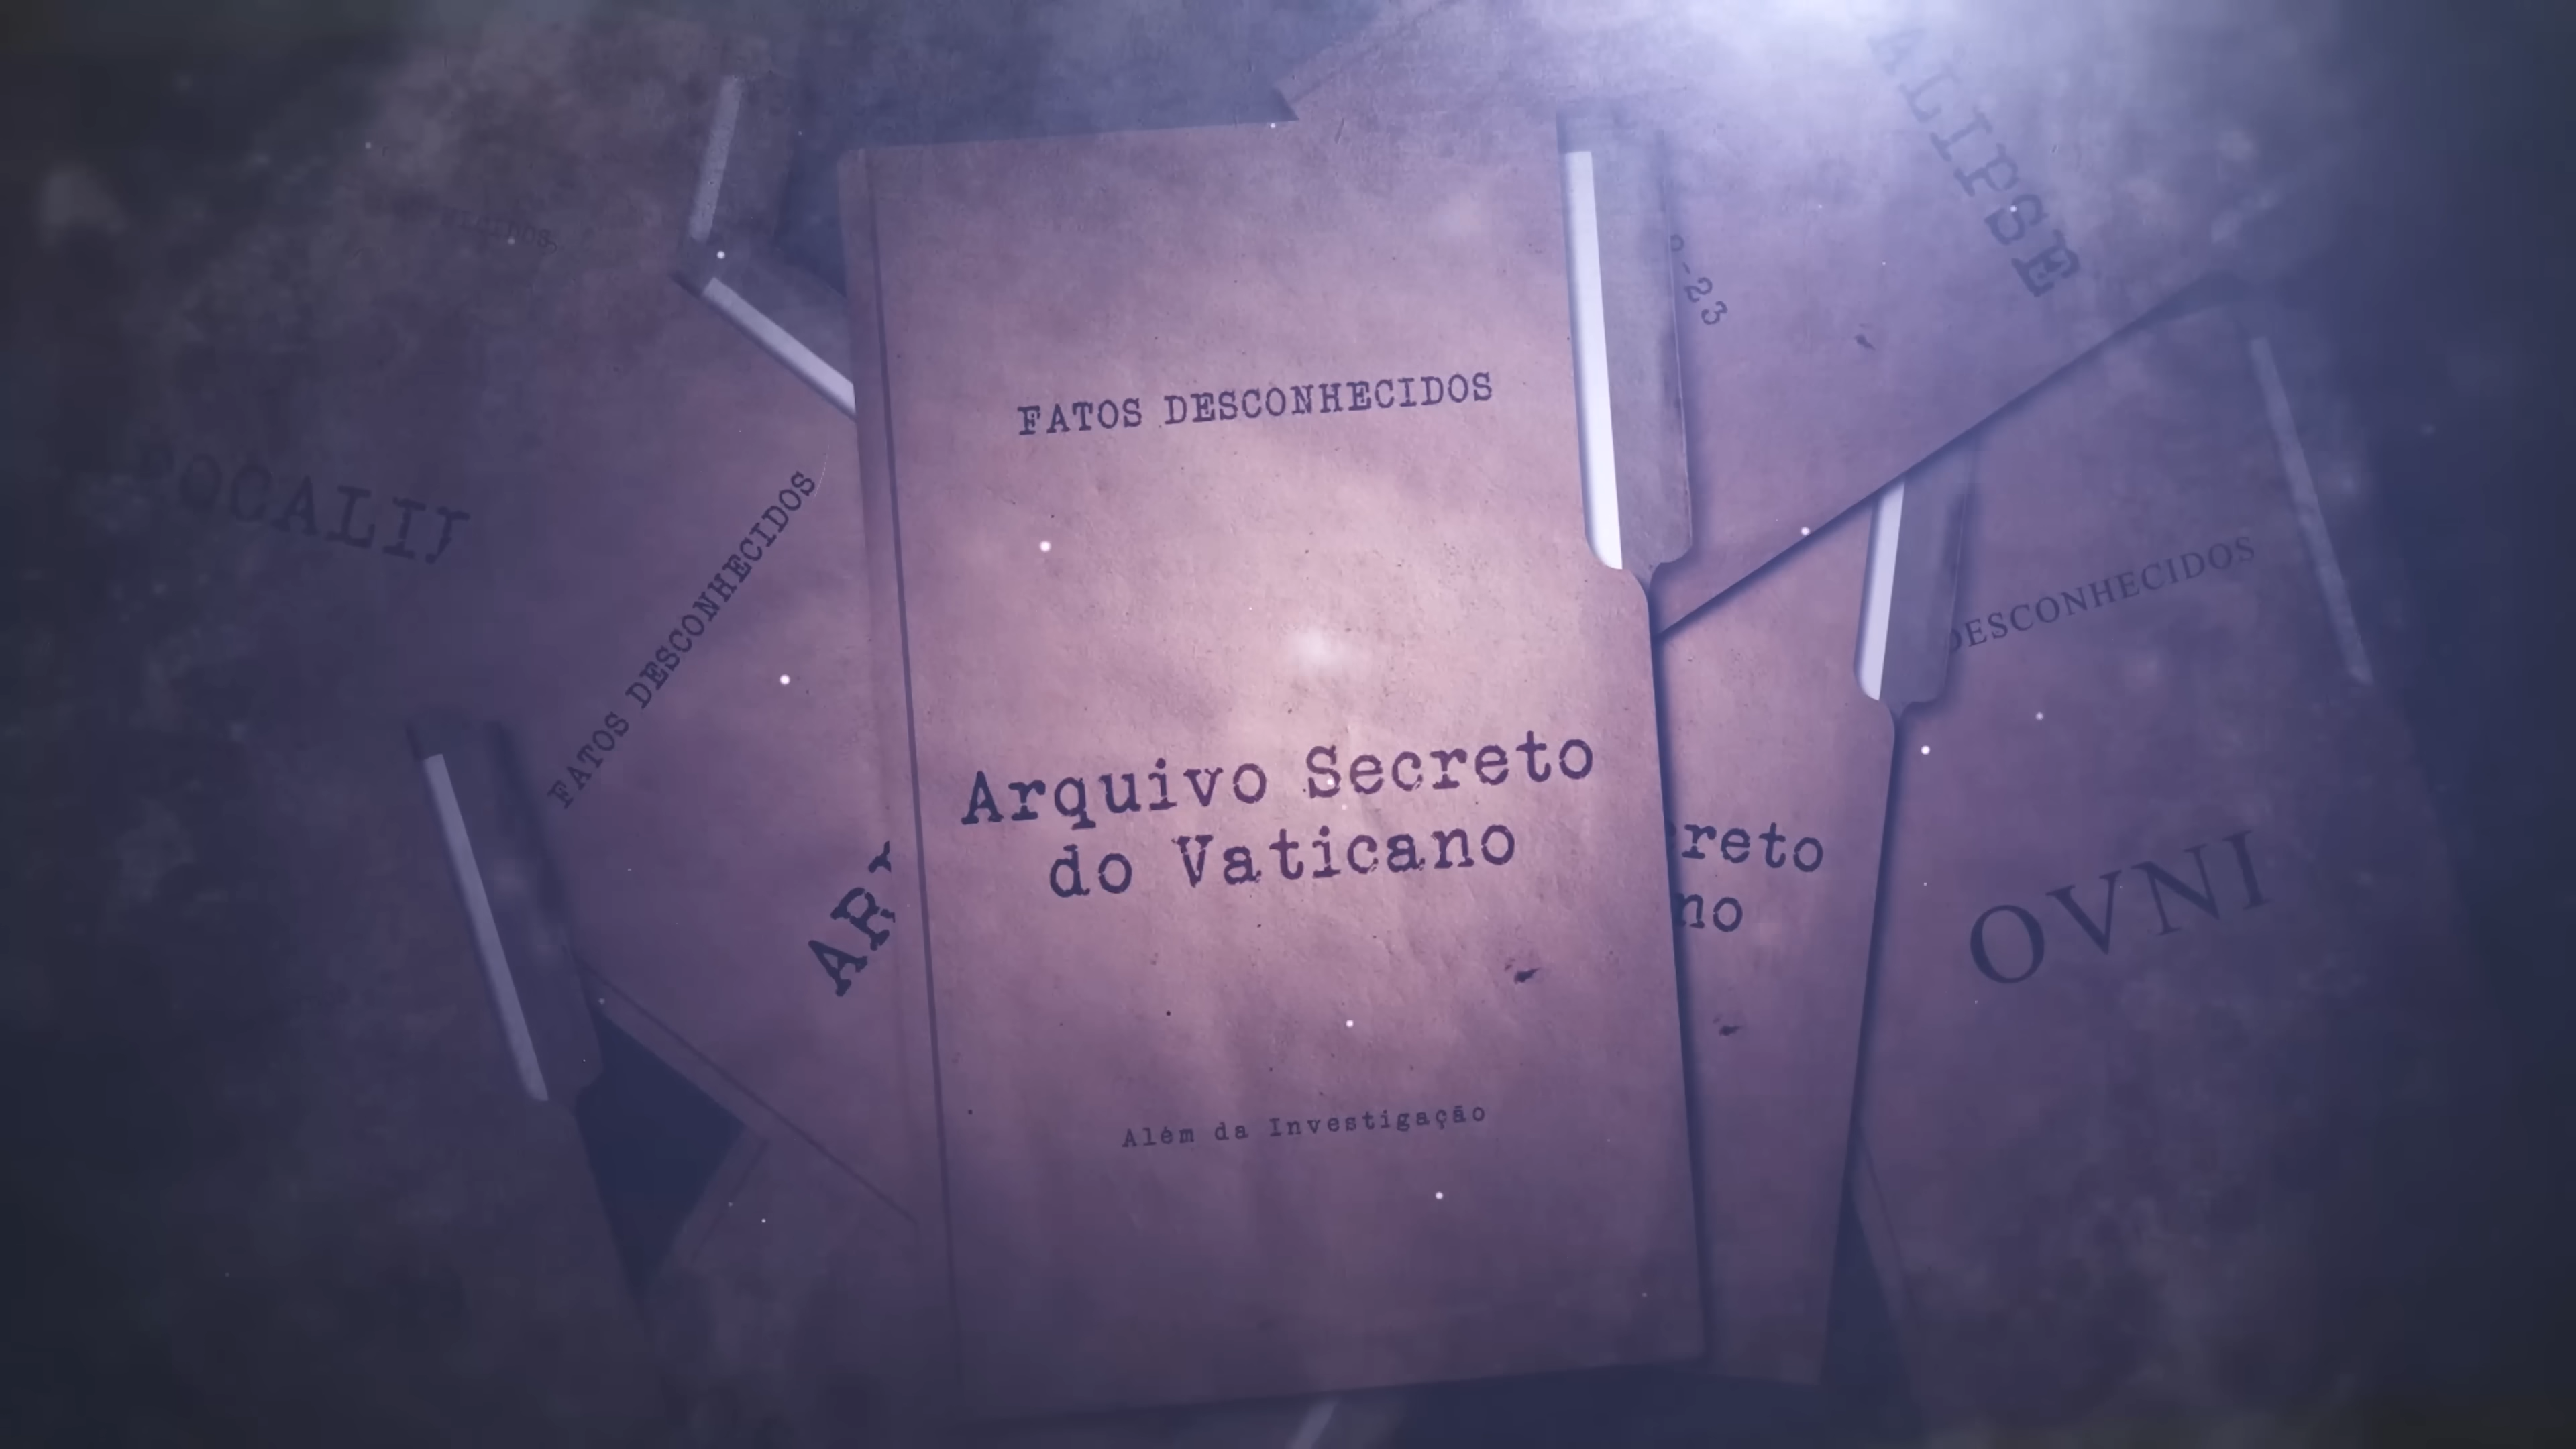 FATOS DESCONHECIDOS
Arquivo Secreto
do Vaticano
Além da Investigação
FATOS DESCONHECIDOS
DESCONHECIDOS
OVNI